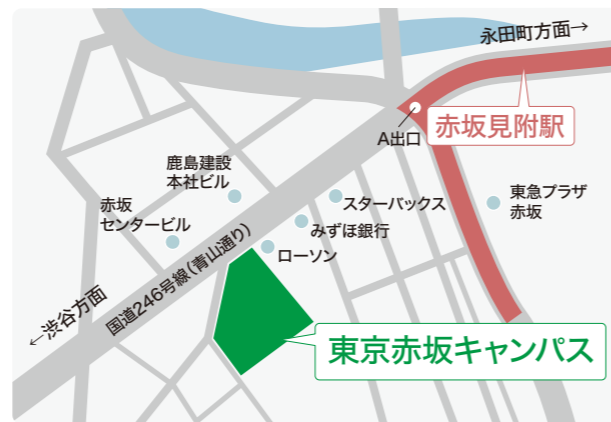 永田町方面→
赤坂見附駅
A出口
鹿島建設
本社ビル
スターバックス
東急プラザ
赤坂
赤坂
センタービル
みずほ銀行
ローソン
国道246号線(青山通り)
←渋谷方面
東京赤坂キャンパス